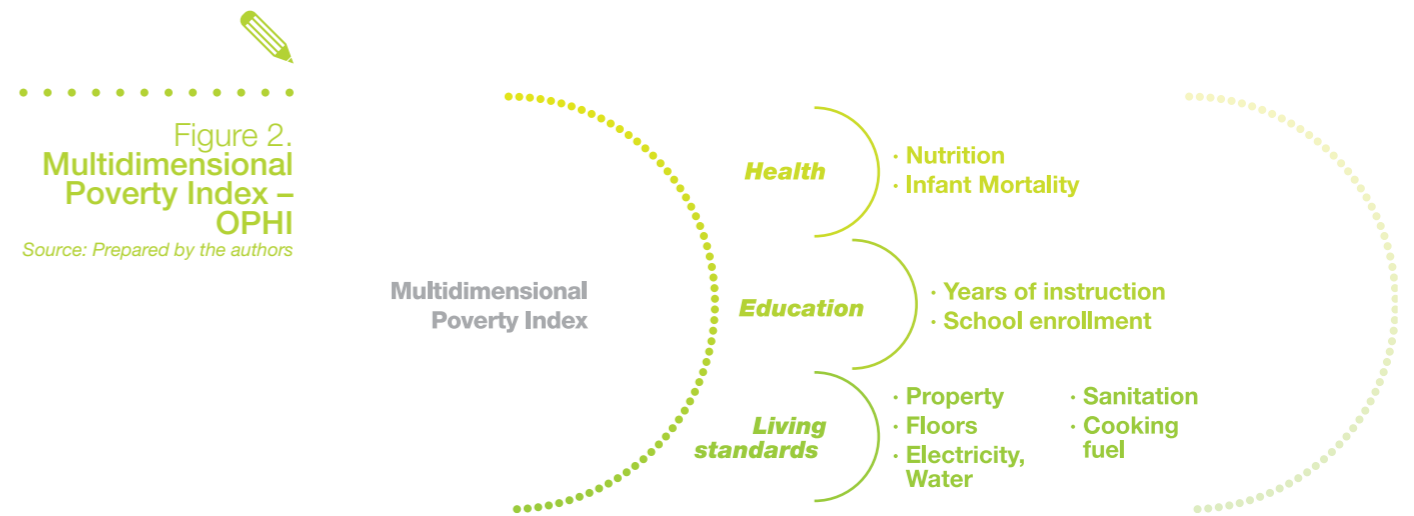 Figure 2.
Multidimensional
Poverty Index –
OPHI
Source: Prepared by the authors
Multidimensional
Poverty Index
Health
· Nutrition
· Infant Mortality
Education
· Years of instruction
· School enrollment
Living
standards
· Property
· Floors
· Electricity,
Water
· Sanitation
· Cooking
fuel